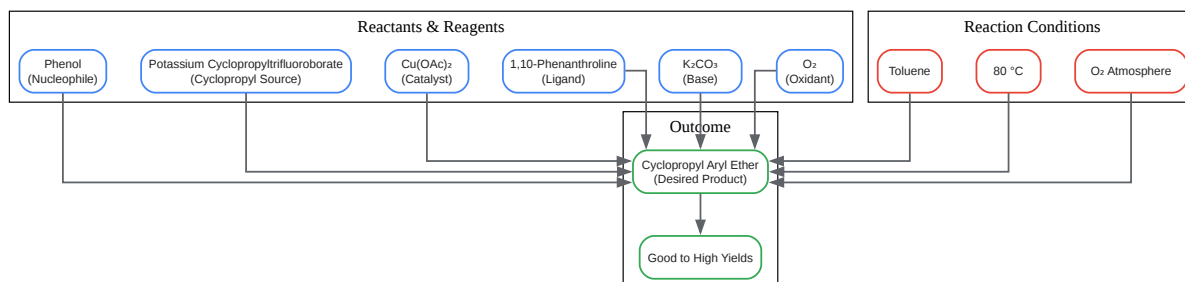 Reactants & Reagents
Reaction Conditions
Phenol
(Nucleophile)
Potassium Cyclopropyltrifluoroborate
(Cyclopropyl Source)
Cu(OAc)₂
(Catalyst)
1,10-Phenanthroline
(Ligand)
K₂CO₃
(Base)
O₂
(Oxidant)
Toluene
80 °C
O₂ Atmosphere
Outcome
Cyclopropyl Aryl Ether
(Desired Product)
Good to High Yields